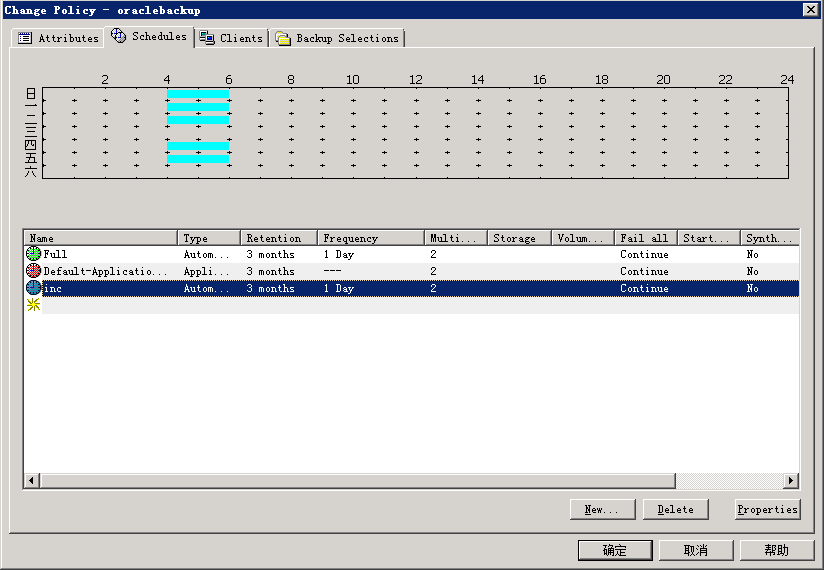 Change Policy - oraclebackup
Attributes Schedules Clients Backup Selections
2 4 6 8 10 12 14 16 18 20 22 24
日
一
二
三
四
五
六
Name Type Retention Frequency Multi... Storage Volum... Fail all Start... Synth...
Full Autom... 3 months 1 Day 2 Continue No
Default-Applicatio... Appli... 3 months --- 2 Continue No
inc Autom... 3 months 1 Day 2 Continue No
New... Delete Properties
确定 取消 帮助